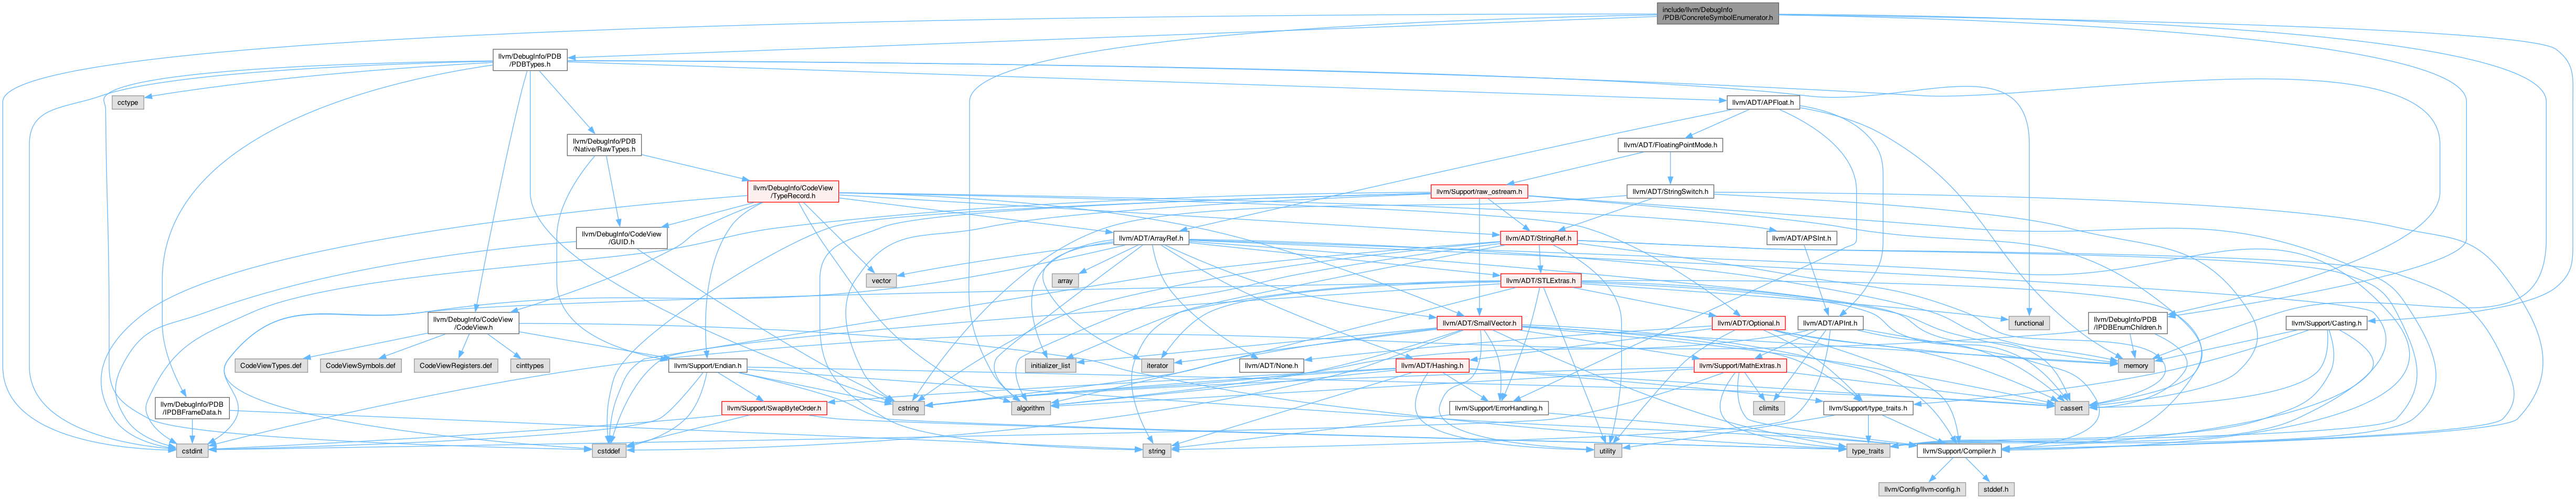 include/llvm/DebugInfo
/PDB/ConcreteSymbolEnumerator.h
llvm/DebugInfo/PDB
/PDBTypes.h
cctype
llvm/ADT/APFloat.h
llvm/DebugInfo/PDB
/Native/RawTypes.h
llvm/ADT/FloatingPointMode.h
llvm/DebugInfo/CodeView
/TypeRecord.h
llvm/Support/raw_ostream.h
llvm/ADT/StringSwitch.h
llvm/DebugInfo/CodeView
/GUID.h
llvm/ADT/ArrayRef.h
llvm/ADT/StringRef.h
llvm/ADT/APSInt.h
vector
array
llvm/ADT/STLExtras.h
llvm/DebugInfo/CodeView
/CodeView.h
llvm/ADT/SmallVector.h
llvm/ADT/Optional.h
llvm/ADT/APInt.h
functional
llvm/DebugInfo/PDB
/IPDBEnumChildren.h
llvm/Support/Casting.h
CodeViewTypes.def
CodeViewSymbols.def
CodeViewRegisters.def
cinttypes
llvm/Support/Endian.h
initializer_list
iterator
llvm/ADT/None.h
llvm/ADT/Hashing.h
llvm/Support/MathExtras.h
memory
llvm/DebugInfo/PDB
/IPDBFrameData.h
llvm/Support/SwapByteOrder.h
cstring
algorithm
llvm/Support/ErrorHandling.h
climits
llvm/Support/type_traits.h
cassert
cstdint
cstddef
string
utility
type_traits
llvm/Support/Compiler.h
llvm/Config/llvm-config.h
stddef.h